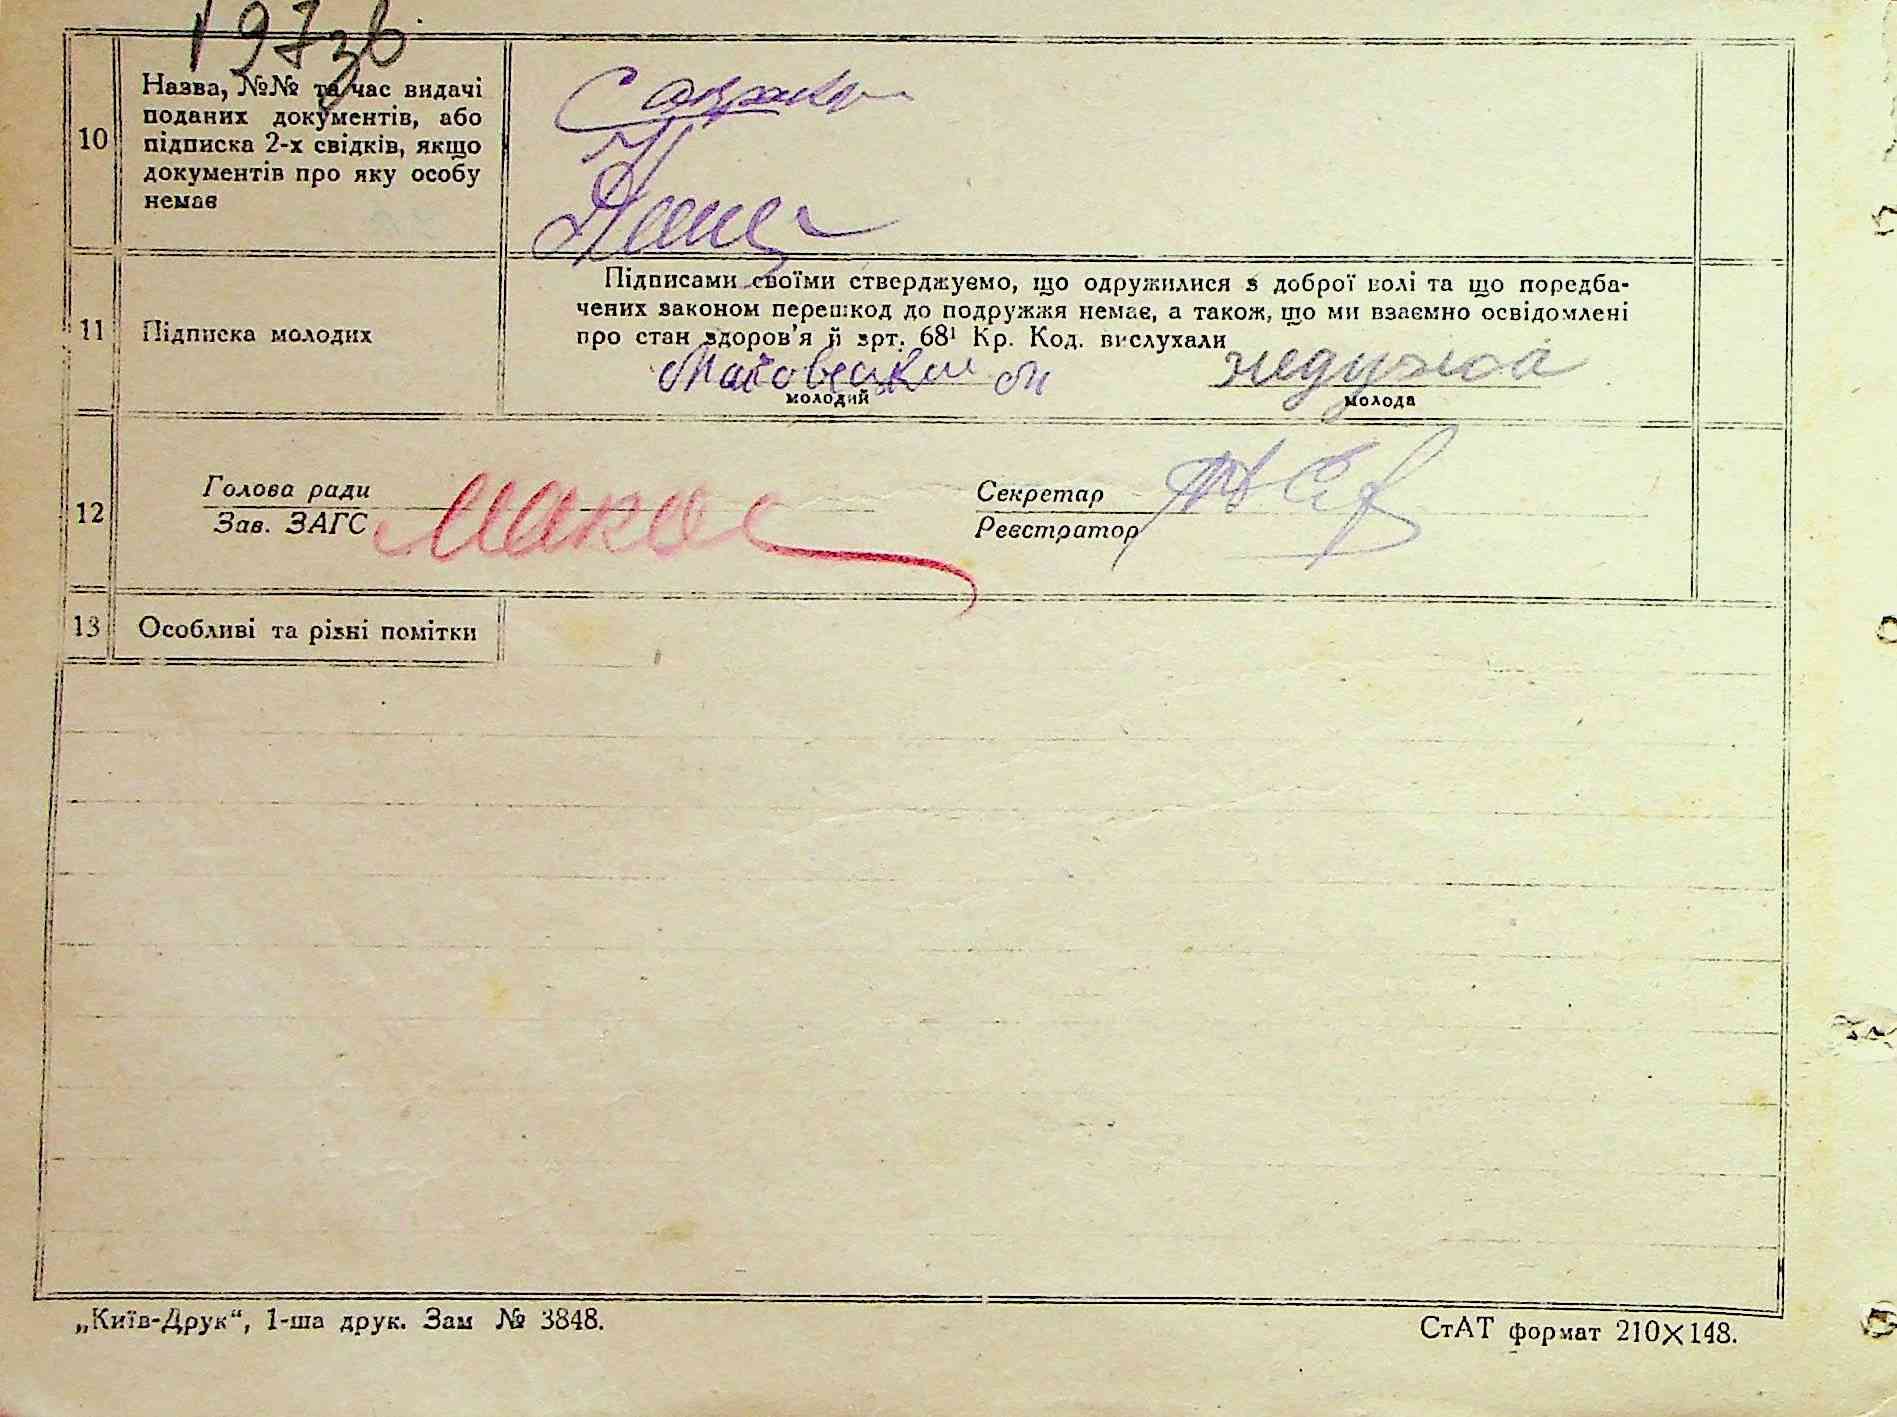 197зв
10
Назва, №№ та час видачі
поданих документів, або
підписка 2-х свідків, якщо
документів про яку особу
немає
11
Підписка молодих
Підписами своїми стверджуємо, що одружилися з доброї волі та що поредба-
чених законом перешкод до подружжя немає, а також, що ми взаємно освідомлені
про стан здоров'я й арт. 68¹ Кр. Код. вислухали
молодий
молода
12
Голова ради
Зав. ЗАГС
Макос
Секретар
Реєстратор
13
Особливі та різні помітки
„Київ-Друк“, 1-ша друк. Зам № 3848.
СтАТ формат 210×148.